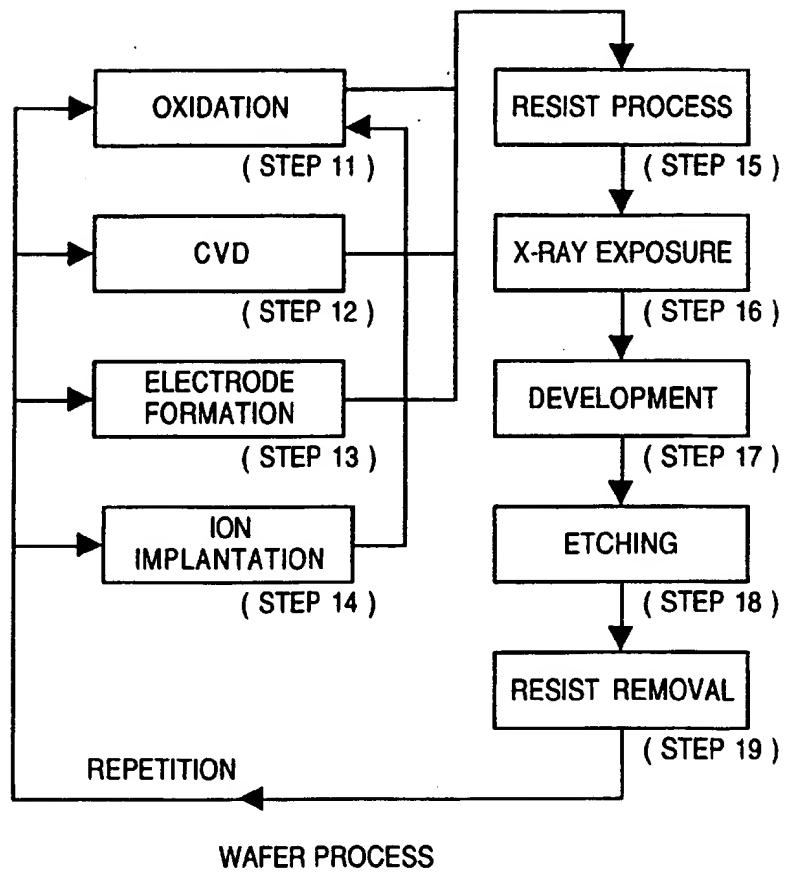 OXIDATION
( STEP 11 )
CVD
( STEP 12 )
ELECTRODE
FORMATION
( STEP 13 )
ION
IMPLANTATION
( STEP 14 )
RESIST PROCESS
( STEP 15 )
X-RAY EXPOSURE
( STEP 16 )
DEVELOPMENT
( STEP 17 )
ETCHING
( STEP 18 )
RESIST REMOVAL
( STEP 19 )
REPETITION
WAFER PROCESS